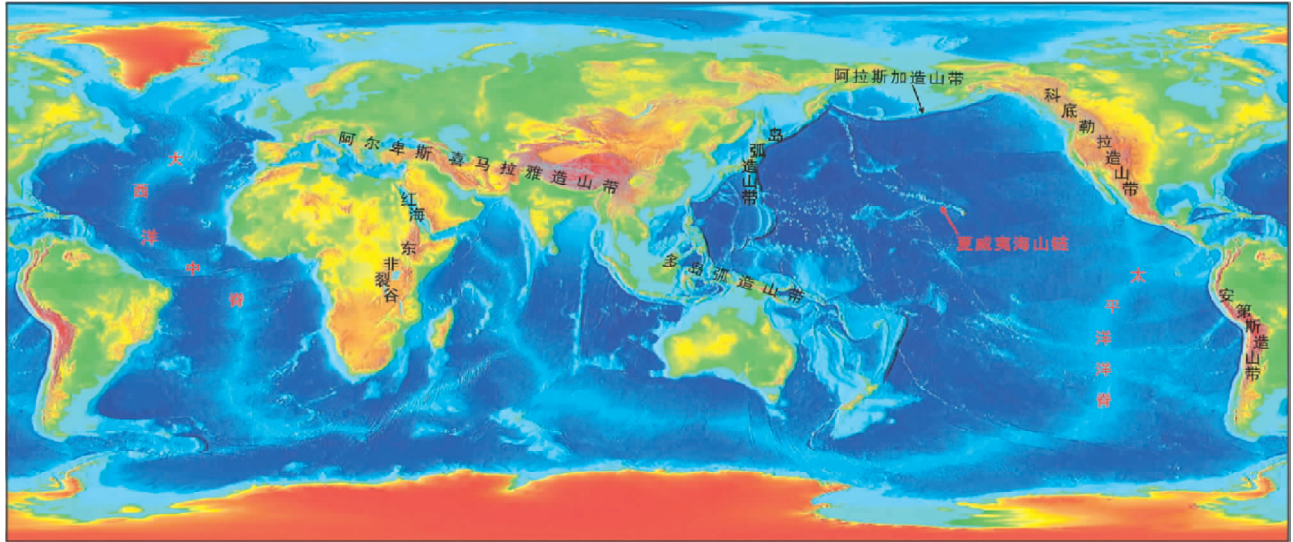 阿拉斯加造山带
科底勒拉造山带
阿尔卑斯 喜马拉雅造山带
岛弧造山带
大西洋中脊
红海
东非裂谷
夏威夷海山链
多岛弧造山带
太平洋洋脊
安第斯造山带